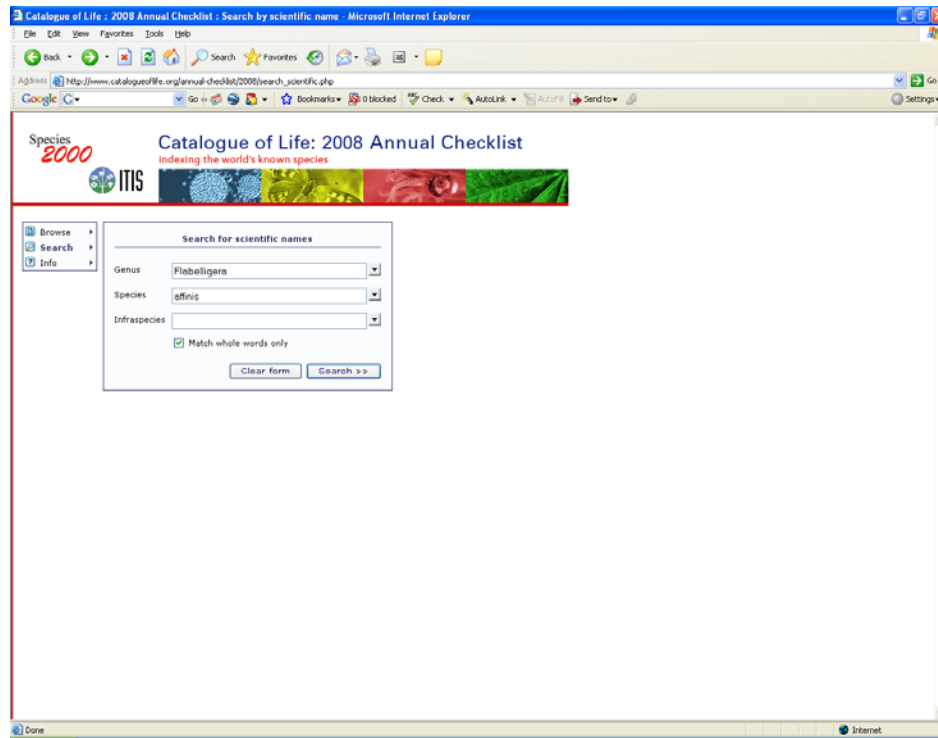 Catalogue of Life : 2008 Annual Checklist : Search by scientific name - Microsoft Internet Explorer
File Edit View Favorites Tools Help
Back Search Favorites
Address http://www.catalogueoflife.org/annual-checklist/2008/search_scientific.php Go
Google G Go Bookmarks 0 blocked Check AutoLink AutoFill Send to Settings
Species 2000
ITIS
Catalogue of Life: 2008 Annual Checklist
indexing the world's known species
Browse
Search
Info
Search for scientific names
Genus Flabelligera
Species affinis
Infraspecies
Match whole words only
Clear form Search >>
Done Internet